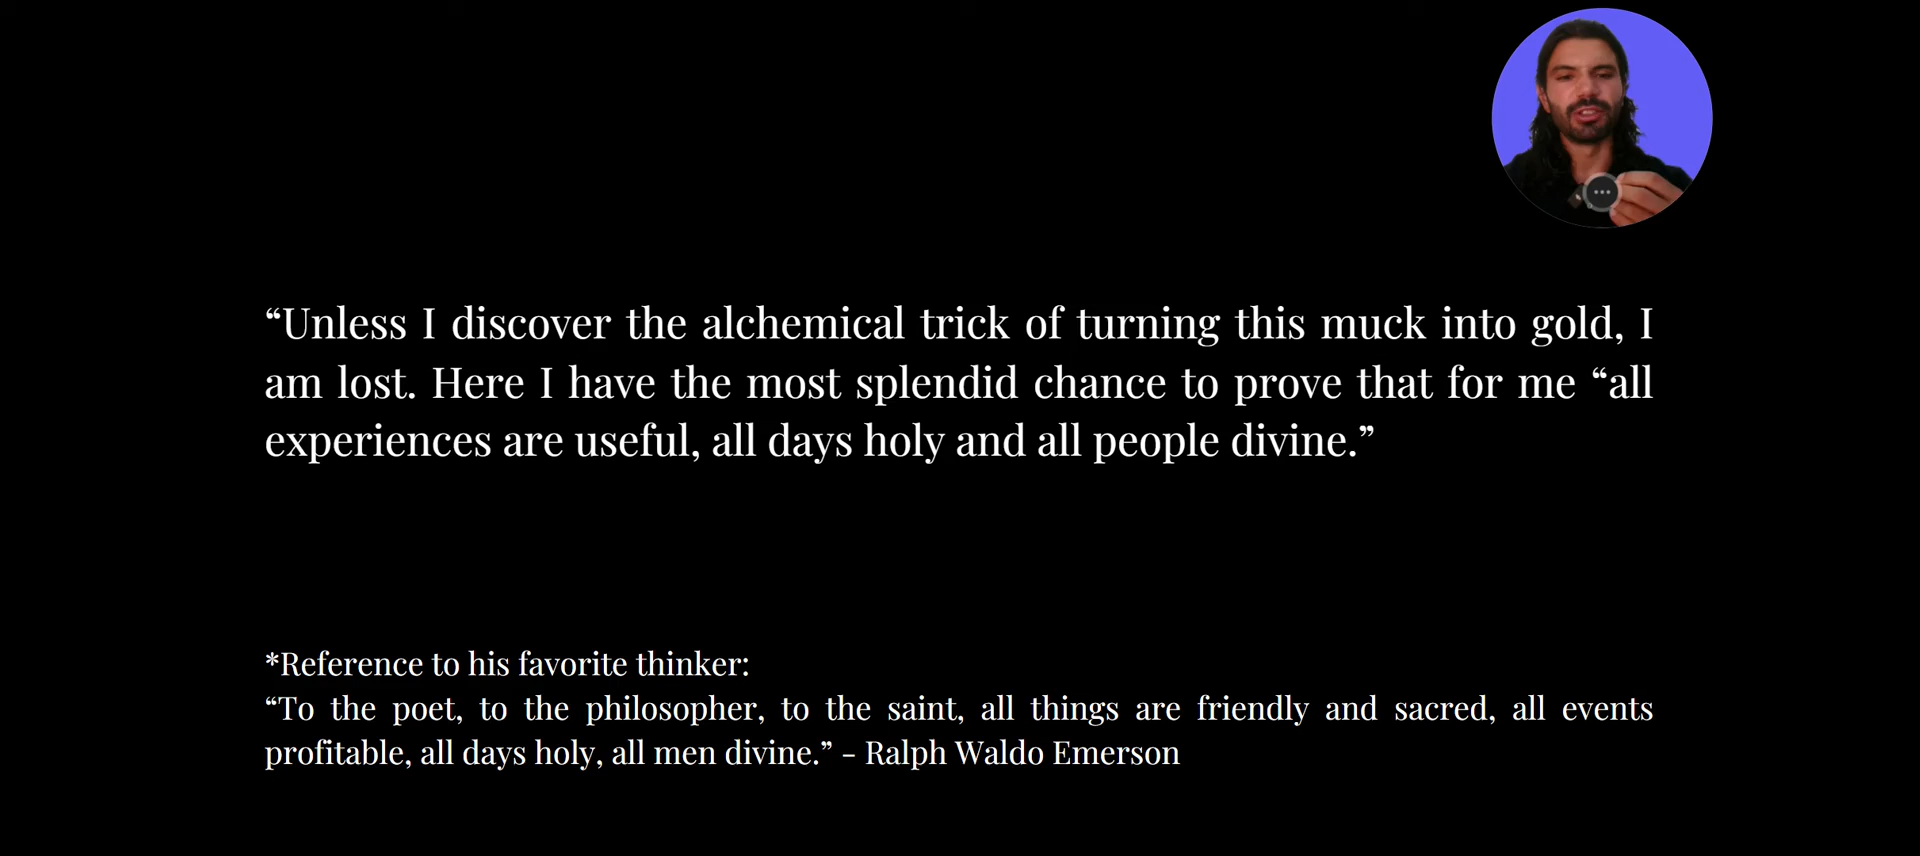 “Unless I discover the alchemical trick of turning this muck into gold, I
am lost. Here I have the most splendid chance to prove that for me “all
experiences are useful, all days holy and all people divine.”
*Reference to his favorite thinker:
“To the poet, to the philosopher, to the saint, all things are friendly and sacred, all events
profitable, all days holy, all men divine.” - Ralph Waldo Emerson